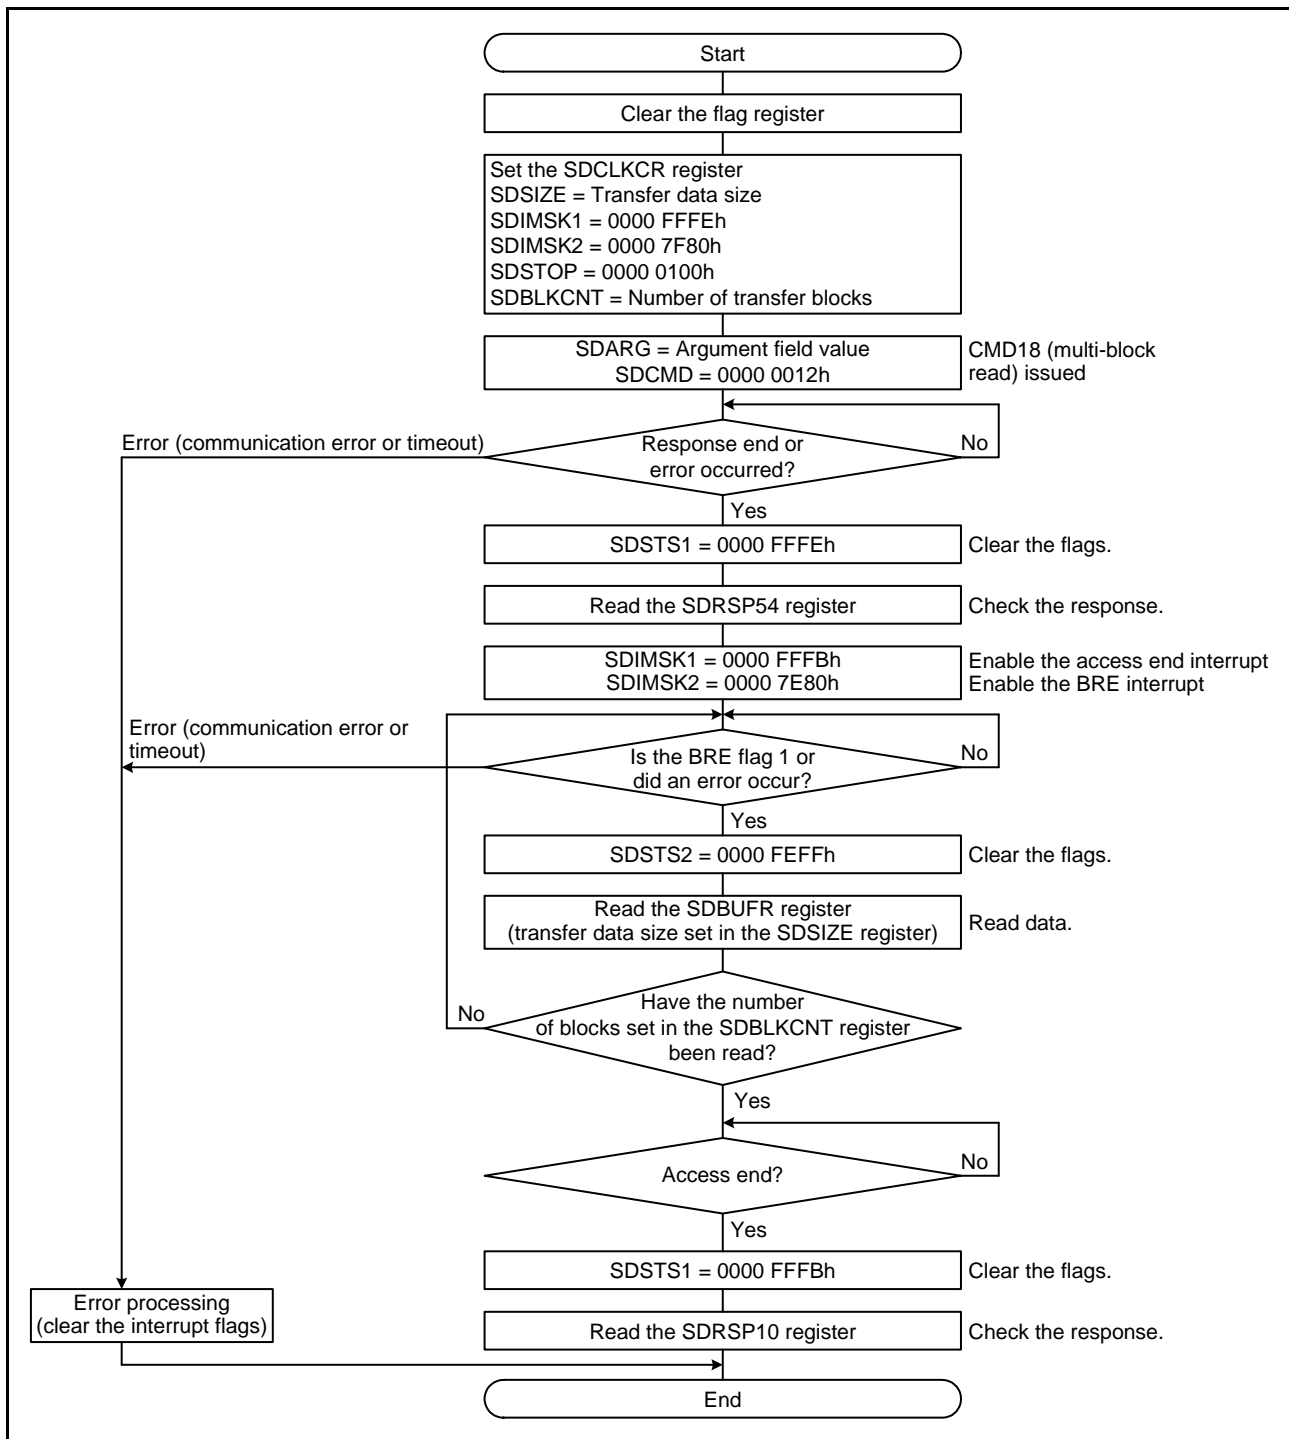 Start
Clear the flag register
Set the SDCLKCR register
SDSIZE = Transfer data size
SDIMSK1 = 0000 FFFEh
SDIMSK2 = 0000 7F80h
SDSTOP = 0000 0100h
SDBLKCNT = Number of transfer blocks
SDARG = Argument field value
SDCMD = 0000 0012h
CMD18 (multi-block
read) issued
Error (communication error or timeout)
Response end or
error occurred?
No
Yes
SDSTS1 = 0000 FFFEh
Clear the flags.
Read the SDRSP54 register
Check the response.
SDIMSK1 = 0000 FFFBh
SDIMSK2 = 0000 7E80h
Enable the access end interrupt
Enable the BRE interrupt
Error (communication error or
timeout)
Is the BRE flag 1 or
did an error occur?
No
Yes
SDSTS2 = 0000 FEFFh
Clear the flags.
Read the SDBUFR register
(transfer data size set in the SDSIZE register)
Read data.
No
Have the number
of blocks set in the SDBLKCNT register
been read?
Yes
Access end?
No
Yes
SDSTS1 = 0000 FFFBh
Clear the flags.
Error processing
(clear the interrupt flags)
Read the SDRSP10 register
Check the response.
End